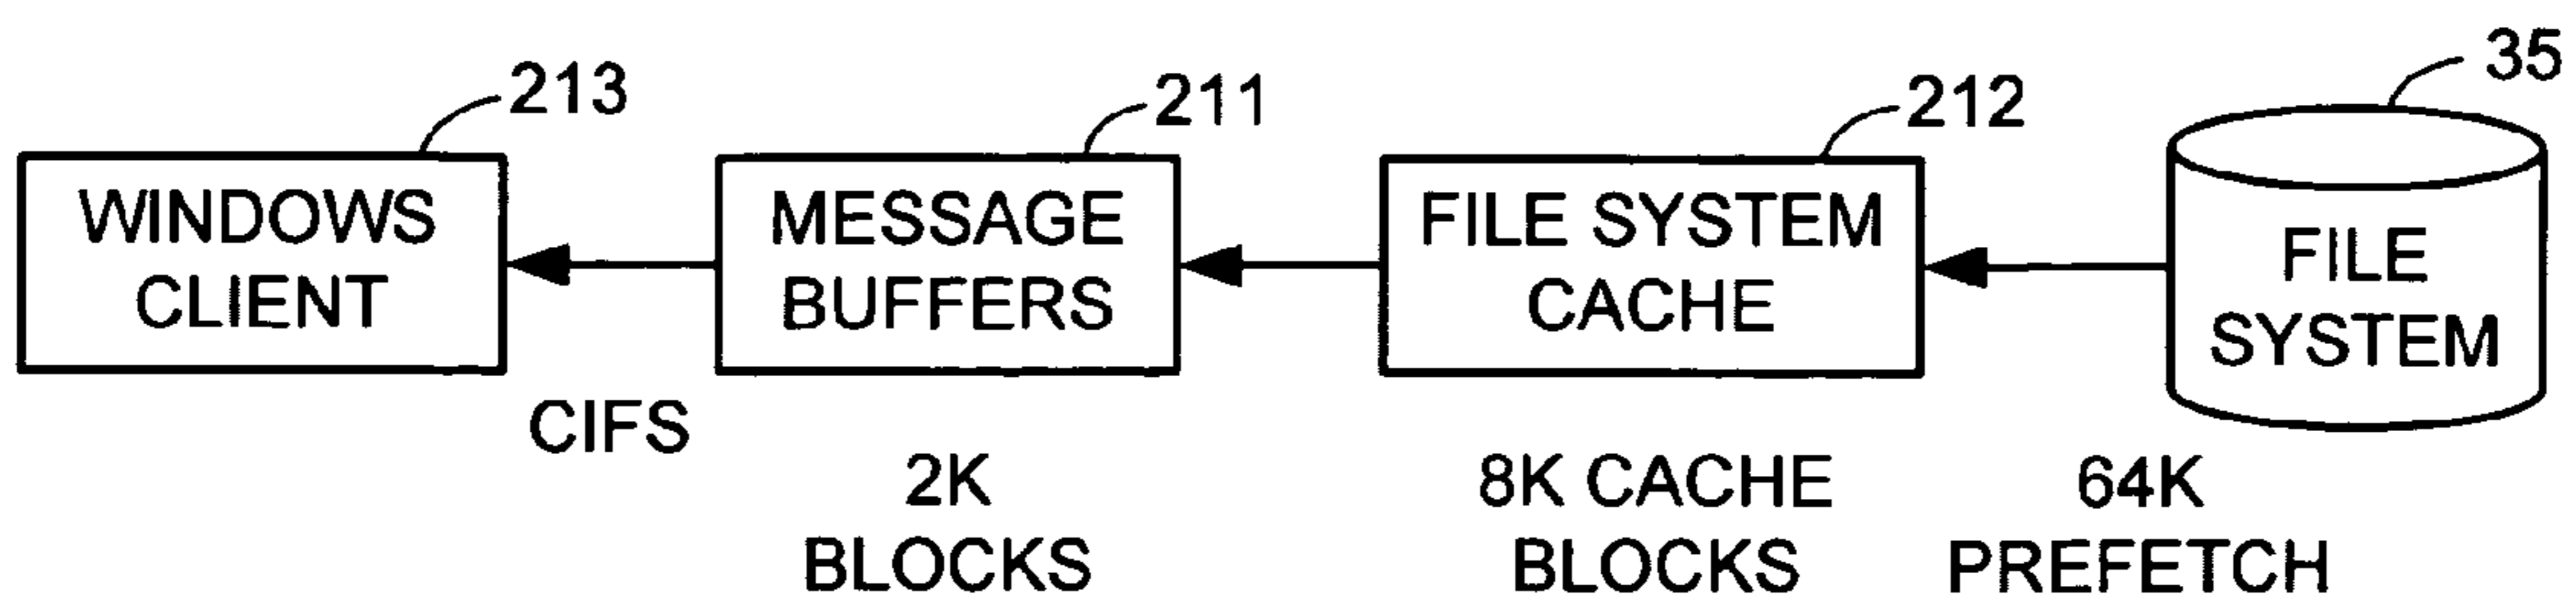 213
211
212
35
WINDOWS
CLIENT
MESSAGE
BUFFERS
FILE SYSTEM
CACHE
FILE
SYSTEM
CIFS
2K
BLOCKS
8K CACHE
BLOCKS
64K
PREFETCH